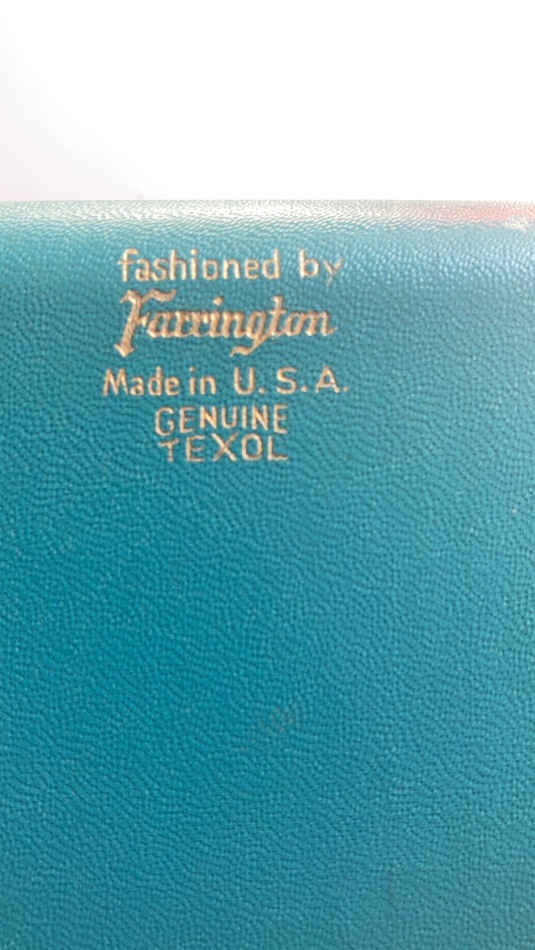 fashioned by
Farrington
Made in U.S.A.
GENUINE
TEXOL